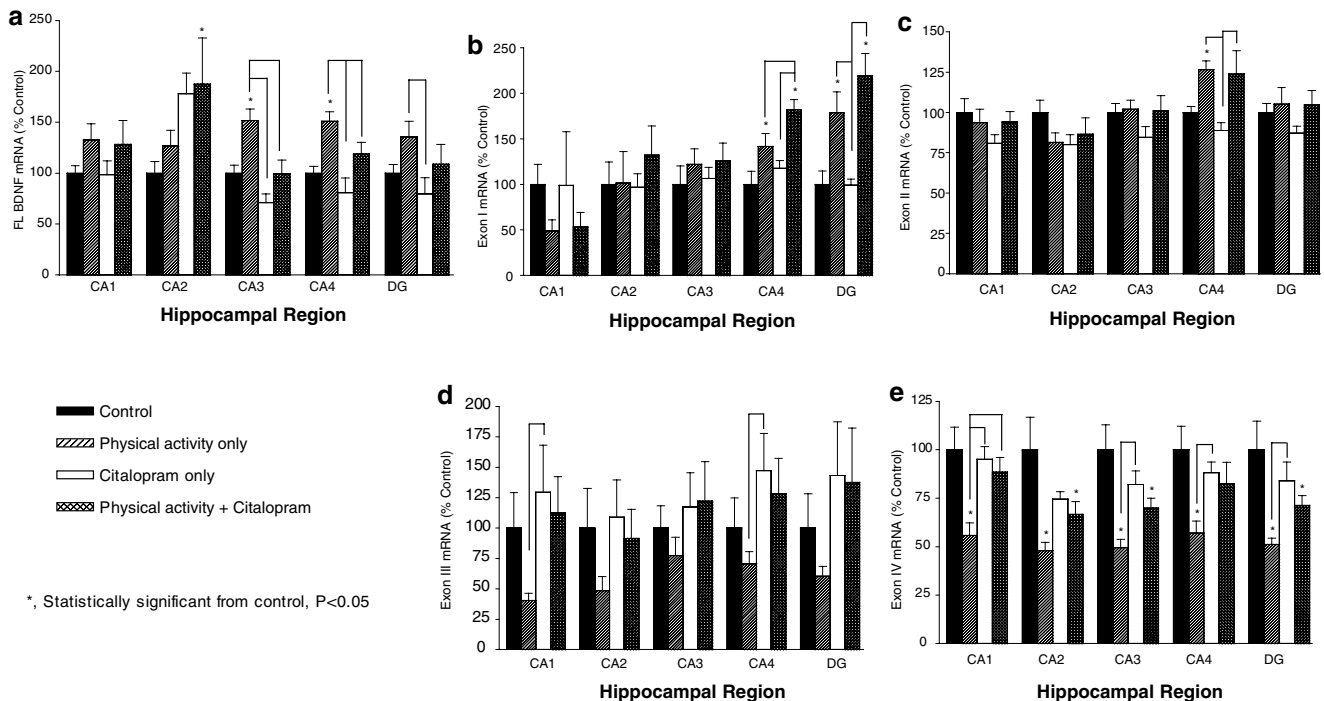 a
FL BDNF mRNA (% Control)
250
200
150
100
50
0
*
*
*
CA1 CA2 CA3 CA4 DG
Hippocampal Region
b
Exon I mRNA (% Control)
250
200
150
100
50
0
*
*
*
*
CA1 CA2 CA3 CA4 DG
Hippocampal Region
c
Exon II mRNA (% Control)
150
125
100
75
50
25
0
*
CA1 CA2 CA3 CA4 DG
Hippocampal Region
Control
Physical activity only
Citalopram only
Physical activity + Citalopram
*, Statistically significant from control, P<0.05
d
Exon III mRNA (% Control)
200
175
150
125
100
75
50
25
0
CA1 CA2 CA3 CA4 DG
Hippocampal Region
e
Exon IV mRNA (% Control)
125
100
75
50
25
0
*
*
*
*
*
*
*
*
CA1 CA2 CA3 CA4 DG
Hippocampal Region